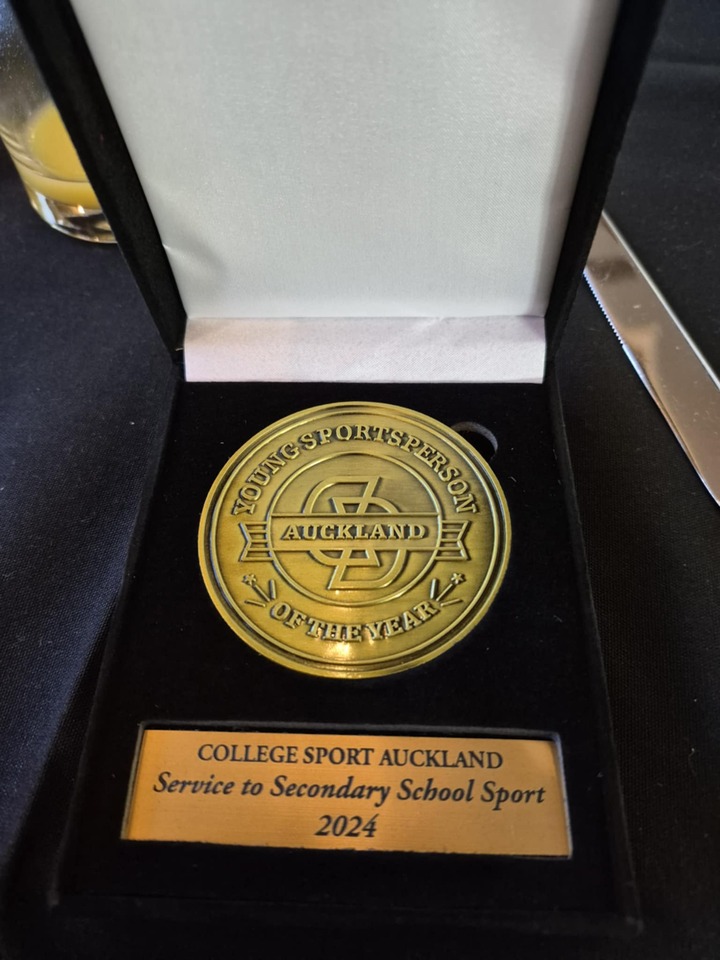 YOUNG SPORTSPERSON
AUCKLAND
OF THE YEAR
COLLEGE SPORT AUCKLAND
Service to Secondary School Sport
2024